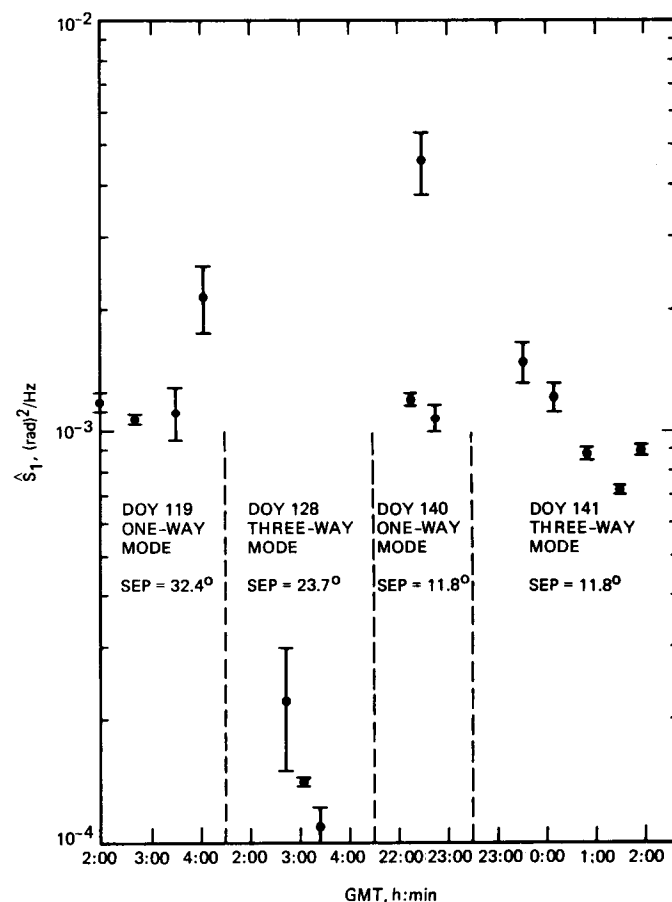 10⁻²
10⁻³
10⁻⁴
Ŝ₁, (rad)²/Hz
DOY 119
ONE-WAY
MODE
SEP = 32.4°
DOY 128
THREE-WAY
MODE
SEP = 23.7°
DOY 140
ONE-WAY
MODE
SEP = 11.8°
DOY 141
THREE-WAY
MODE
SEP = 11.8°
2:00 3:00 4:00 2:00 3:00 4:00 22:00 23:00 23:00 0:00 1:00 2:00
GMT, h:min